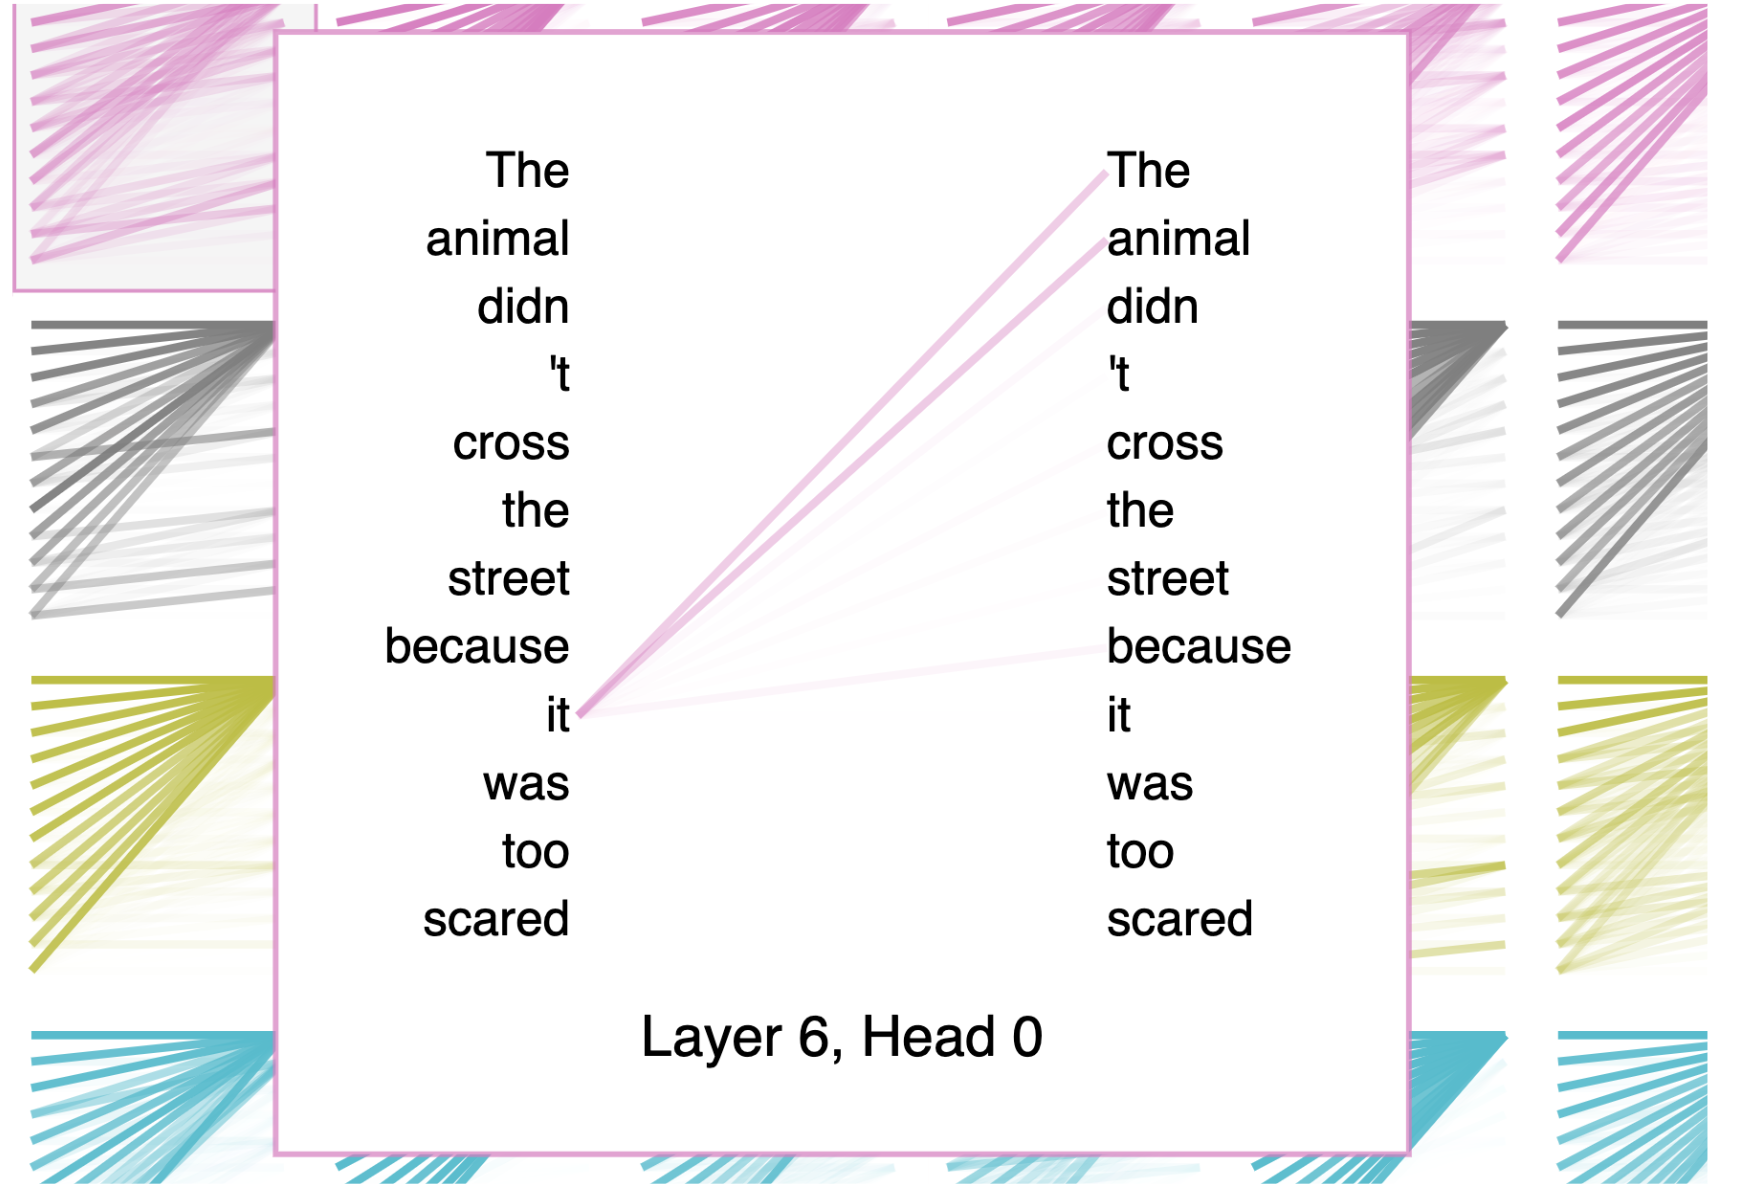 The The
animal animal
didn didn
't 't
cross cross
the the
street street
because because
it it
was was
too too
scared scared
Layer 6, Head 0